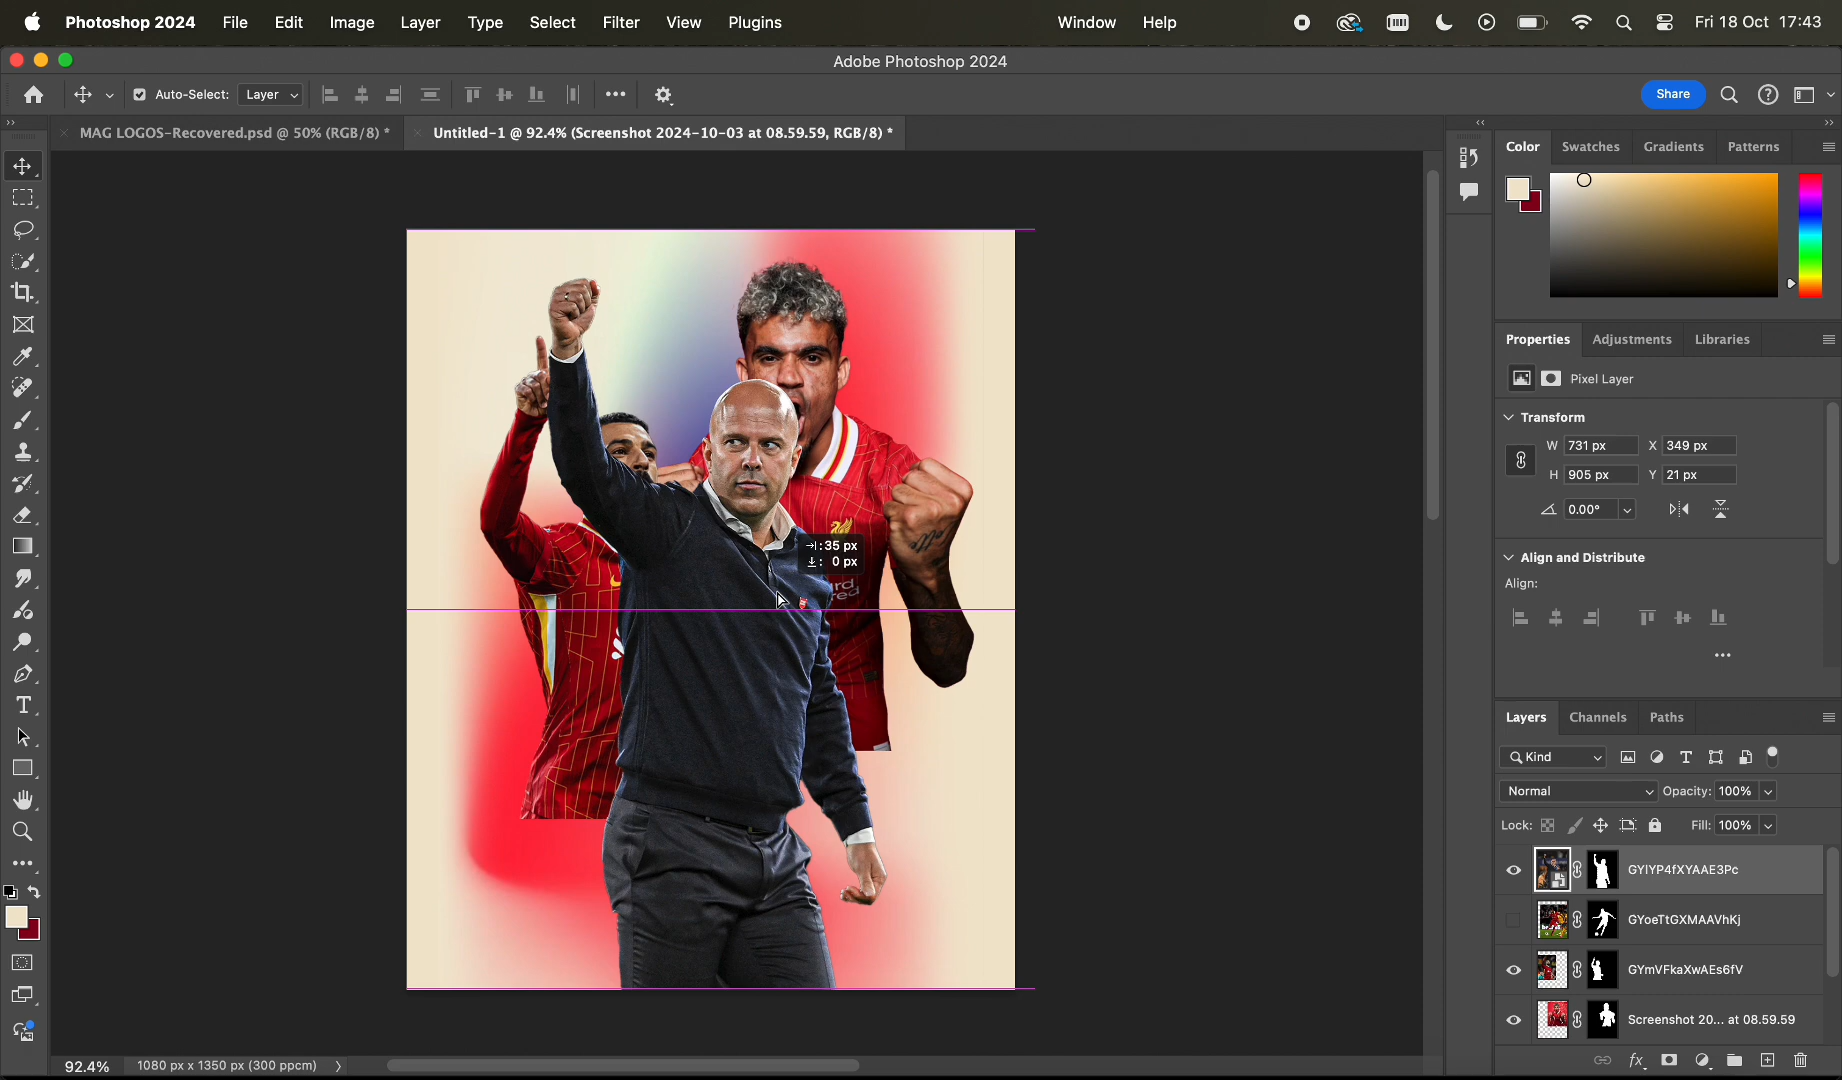 Photoshop 2024 File Edit Image Layer Type Select Filter View Plugins Window Help Fri 18 Oct 17:43
Adobe Photoshop 2024
Auto-Select: Layer Share
MAG LOGOS-Recovered.psd @ 50% (RGB/8) * Untitled-1 @ 92.4% (Screenshot 2024-10-03 at 08.59.59, RGB/8) *
Color Swatches Gradients Patterns
Properties Adjustments Libraries
Pixel Layer
Transform
W 731 px X 349 px
H 905 px Y 21 px
0.00°
:35 px
: 0 px
Align and Distribute
Align:
Layers Channels Paths
Kind
Normal Opacity: 100%
Lock: Fill: 100%
GYIYP4fXYAAE3Pc
GYoeTtGXMAAVhKj
GYmVFkaXwAEs6fV
Screenshot 20... at 08.59.59
92.4% 1080 px x 1350 px (300 ppcm)